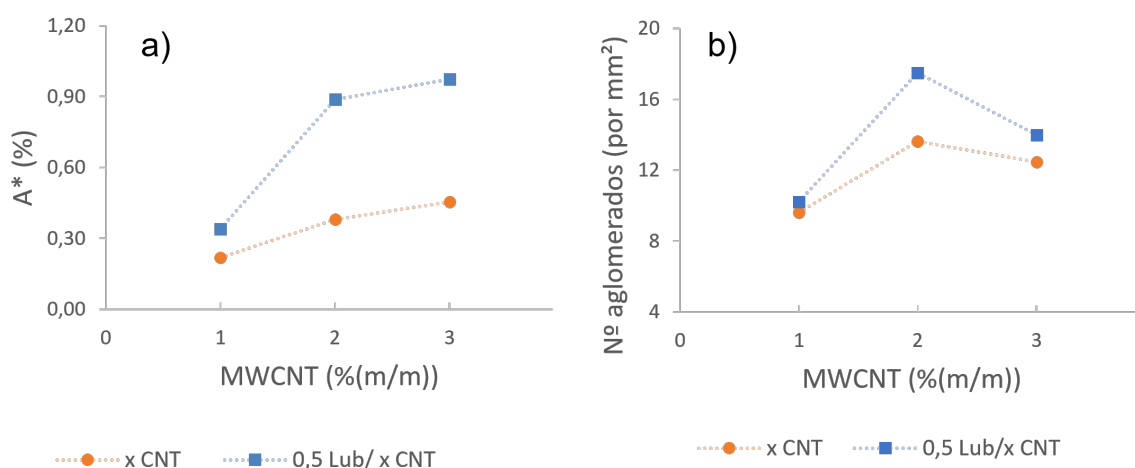 a)
A* (%)
1,20
0,90
0,60
0,30
0,00
0 1 2 3
MWCNT (%(m/m))
x CNT 0,5 Lub/ x CNT
b)
Nº aglomerados (por mm²)
20
16
12
8
4
0 1 2 3
MWCNT (%(m/m))
x CNT 0,5 Lub/x CNT